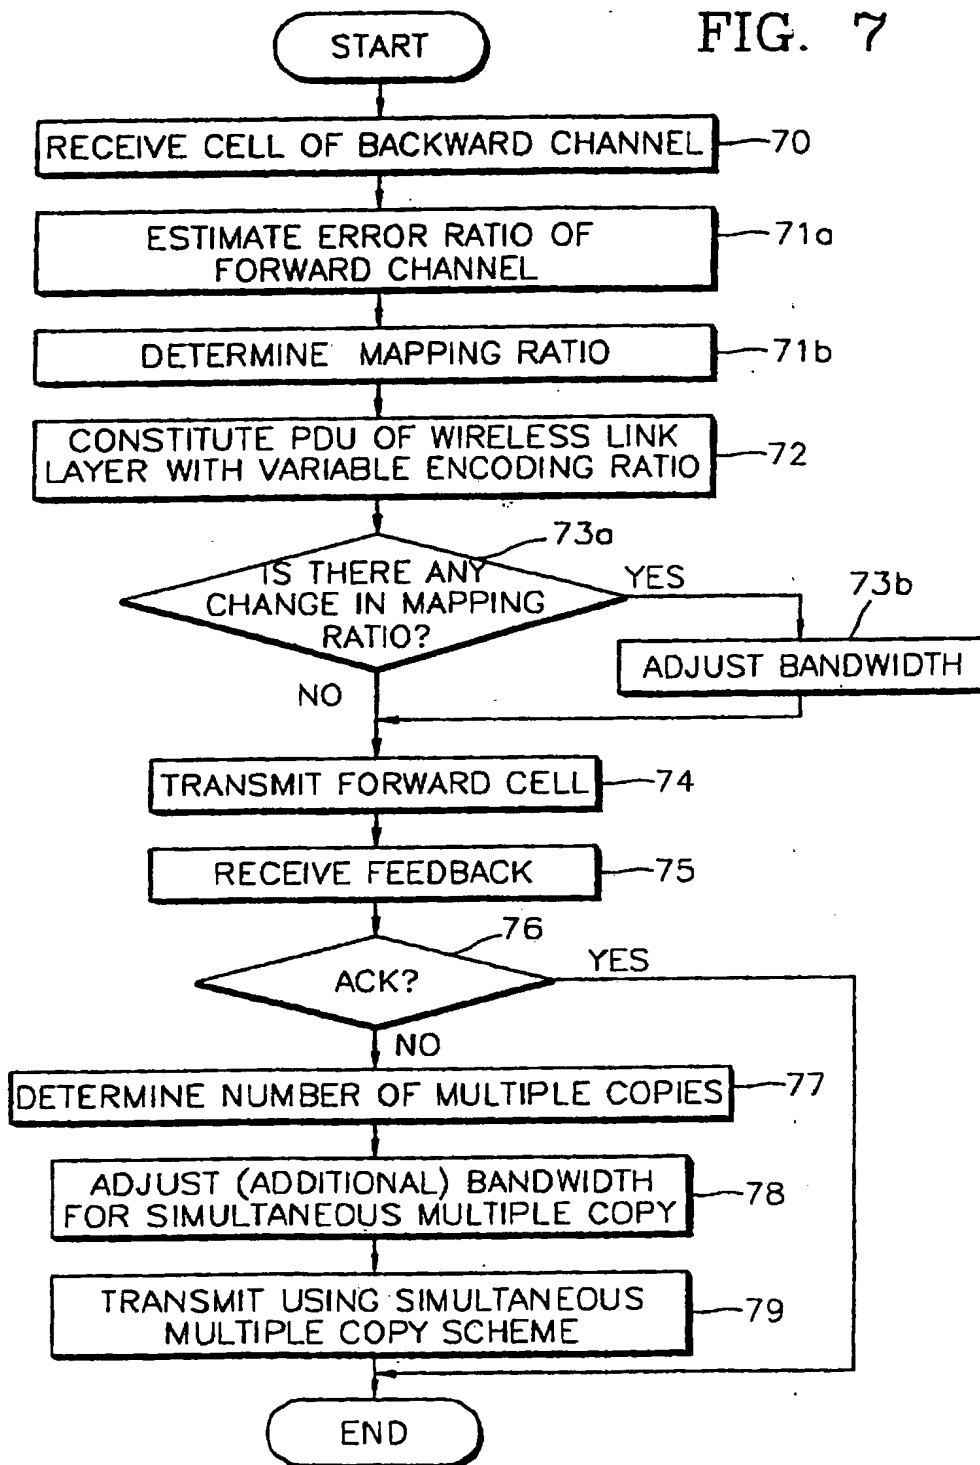 FIG. 7
START
RECEIVE CELL OF BACKWARD CHANNEL
70
ESTIMATE ERROR RATIO OF
FORWARD CHANNEL
71a
DETERMINE MAPPING RATIO
71b
CONSTITUTE PDU OF WIRELESS LINK
LAYER WITH VARIABLE ENCODING RATIO
72
73a
IS THERE ANY
CHANGE IN MAPPING
RATIO?
YES
73b
ADJUST BANDWIDTH
NO
TRANSMIT FORWARD CELL
74
RECEIVE FEEDBACK
75
76
ACK?
YES
NO
DETERMINE NUMBER OF MULTIPLE COPIES
77
ADJUST (ADDITIONAL) BANDWIDTH
FOR SIMULTANEOUS MULTIPLE COPY
78
TRANSMIT USING SIMULTANEOUS
MULTIPLE COPY SCHEME
79
END